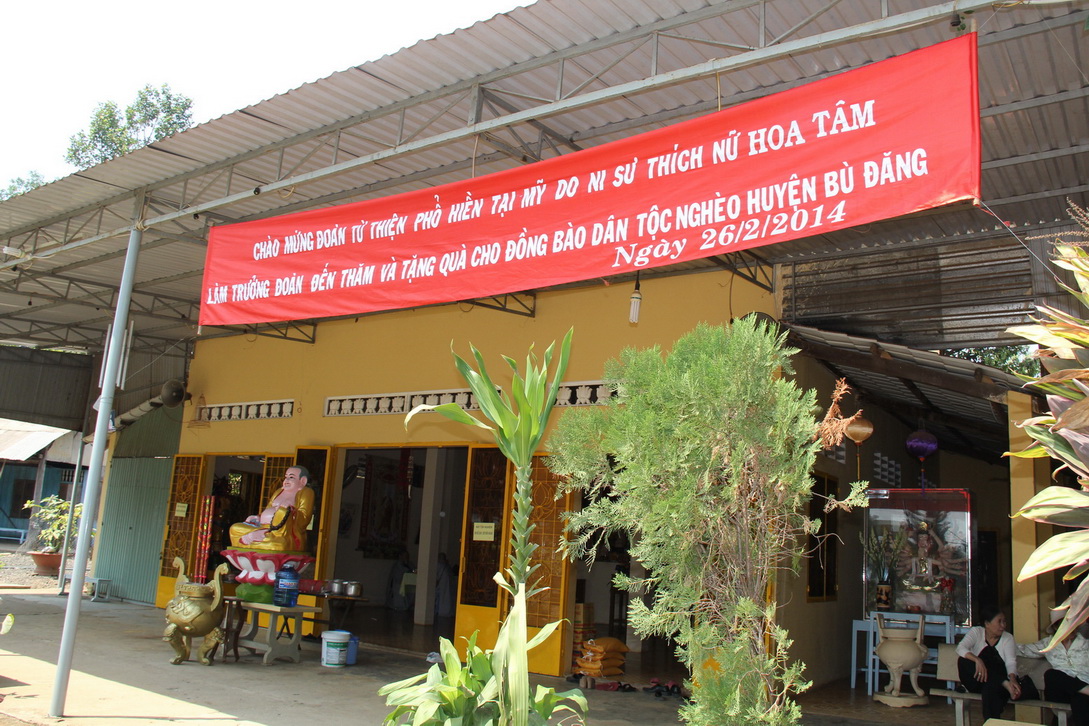 CHÀO MỪNG ĐOÀN TỪ THIỆN PHỔ HIỀN TẠI MỸ DO NI SƯ THÍCH NỮ HOA TÂM
LÀM TRƯỞNG ĐOÀN ĐẾN THĂM VÀ TẶNG QUÀ CHO ĐỒNG BÀO DÂN TỘC NGHÈO HUYỆN BÙ ĐĂNG
Ngày 26/2/2014